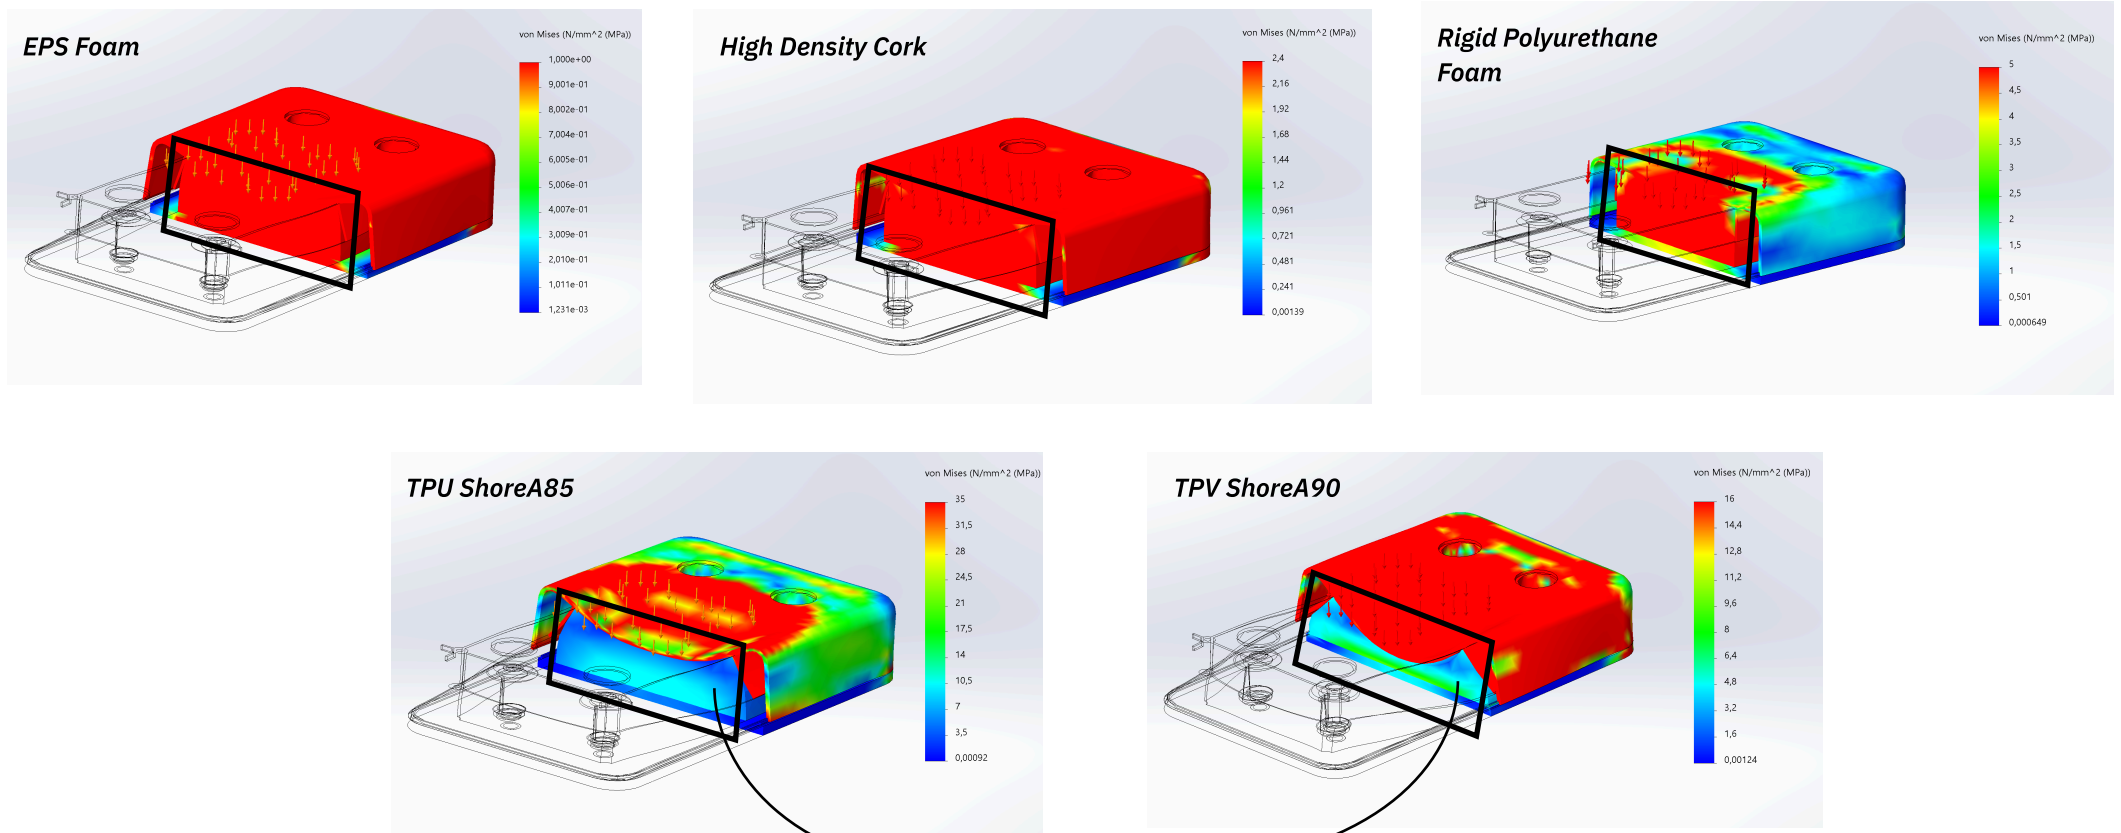 EPS Foam
von Mises (N/mm^2 (MPa))
1,000e+00
9,001e-01
8,002e-01
7,004e-01
6,005e-01
5,006e-01
4,007e-01
3,009e-01
2,010e-01
1,011e-01
1,231e-03
High Density Cork
von Mises (N/mm^2 (MPa))
2,4
2,16
1,92
1,68
1,44
1,2
0,961
0,721
0,481
0,241
0,00139
Rigid Polyurethane
Foam
von Mises (N/mm^2 (MPa))
5
4,5
4
3,5
3
2,5
2
1,5
1
0,501
0,000649
TPU ShoreA85
von Mises (N/mm^2 (MPa))
35
31,5
28
24,5
21
17,5
14
10,5
7
3,5
0,00092
TPV ShoreA90
von Mises (N/mm^2 (MPa))
16
14,4
12,8
11,2
9,6
8
6,4
4,8
3,2
1,6
0,00124